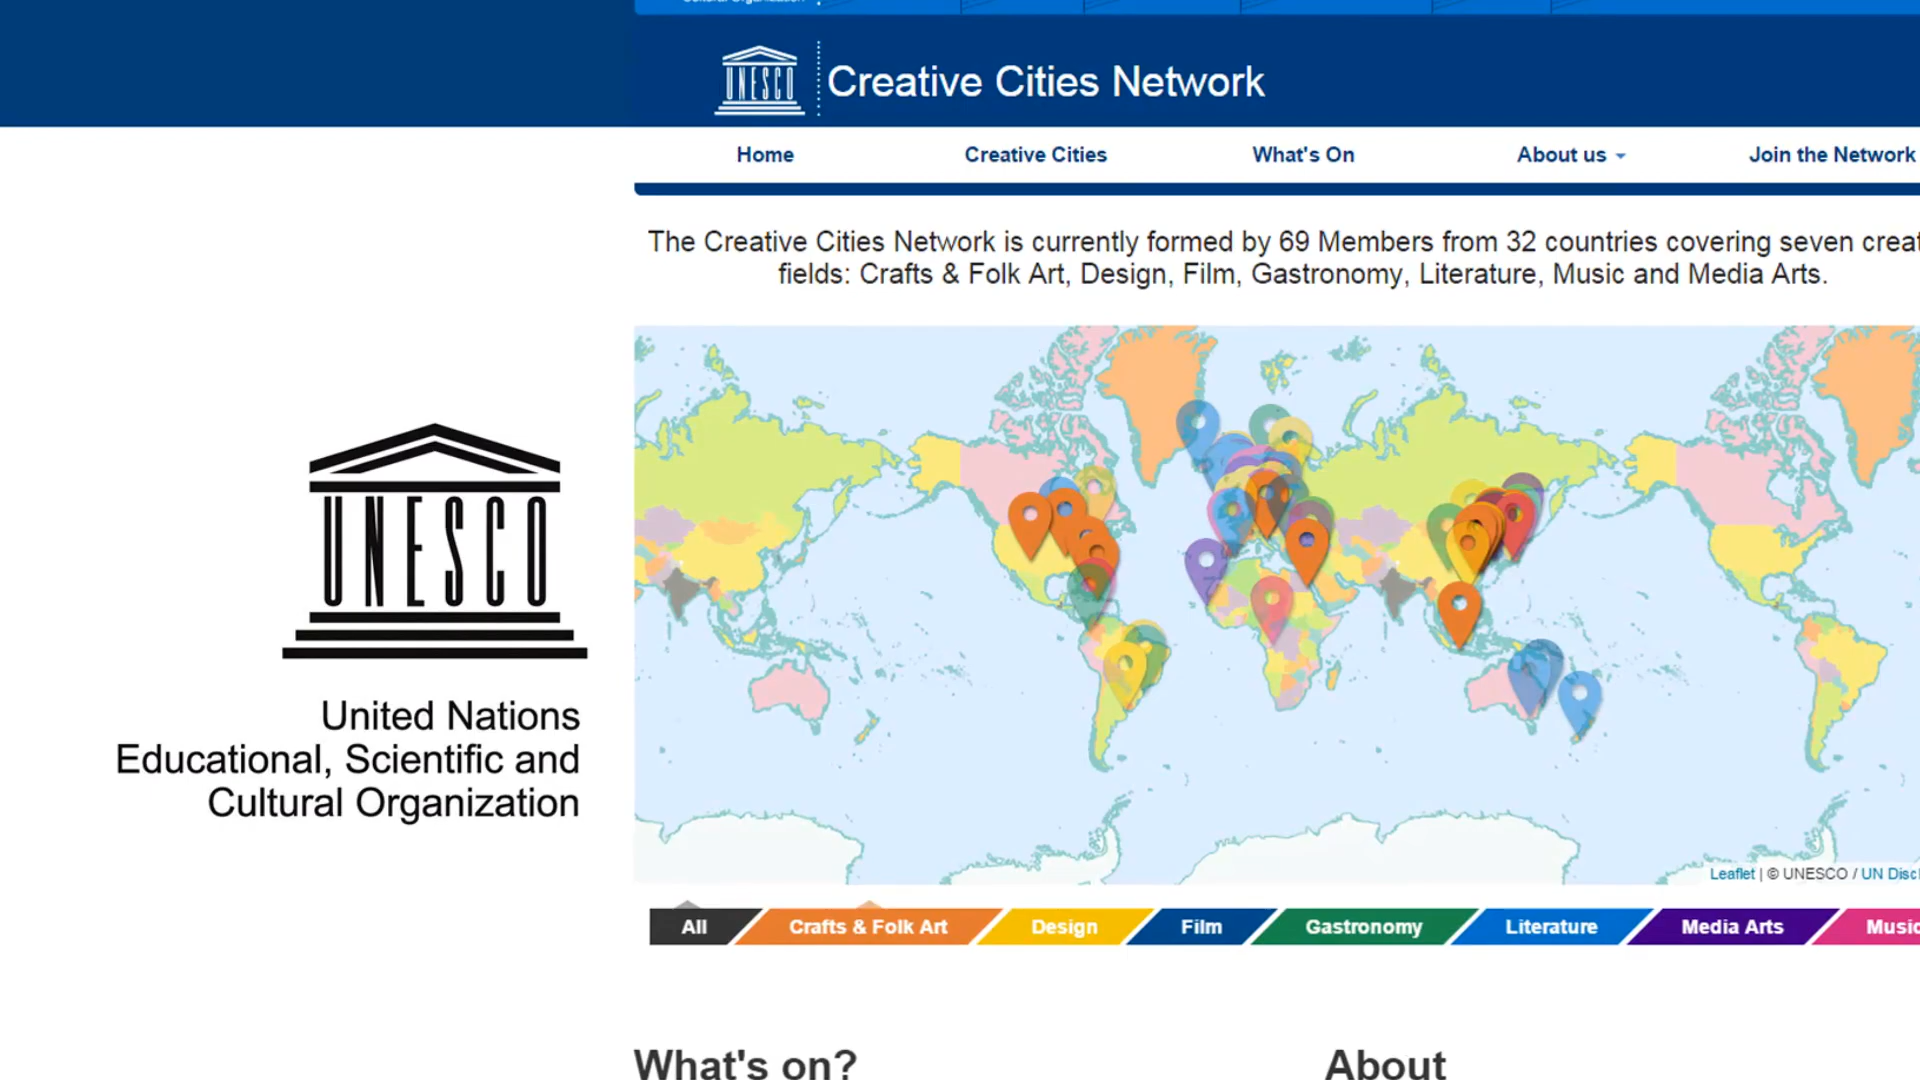 UNESCO
Creative Cities Network
Home
Creative Cities
What's On
About us
Join the Network
The Creative Cities Network is currently formed by 69 Members from 32 countries covering seven
fields: Crafts & Folk Art, Design, Film, Gastronomy, Literature, Music and Media Arts.
UNESCO
United Nations
Educational, Scientific and
Cultural Organization
Leaflet | © UNESCO / UN
All
Crafts & Folk Art
Design
Film
Gastronomy
Literature
Media Arts
Music
What's on?
About